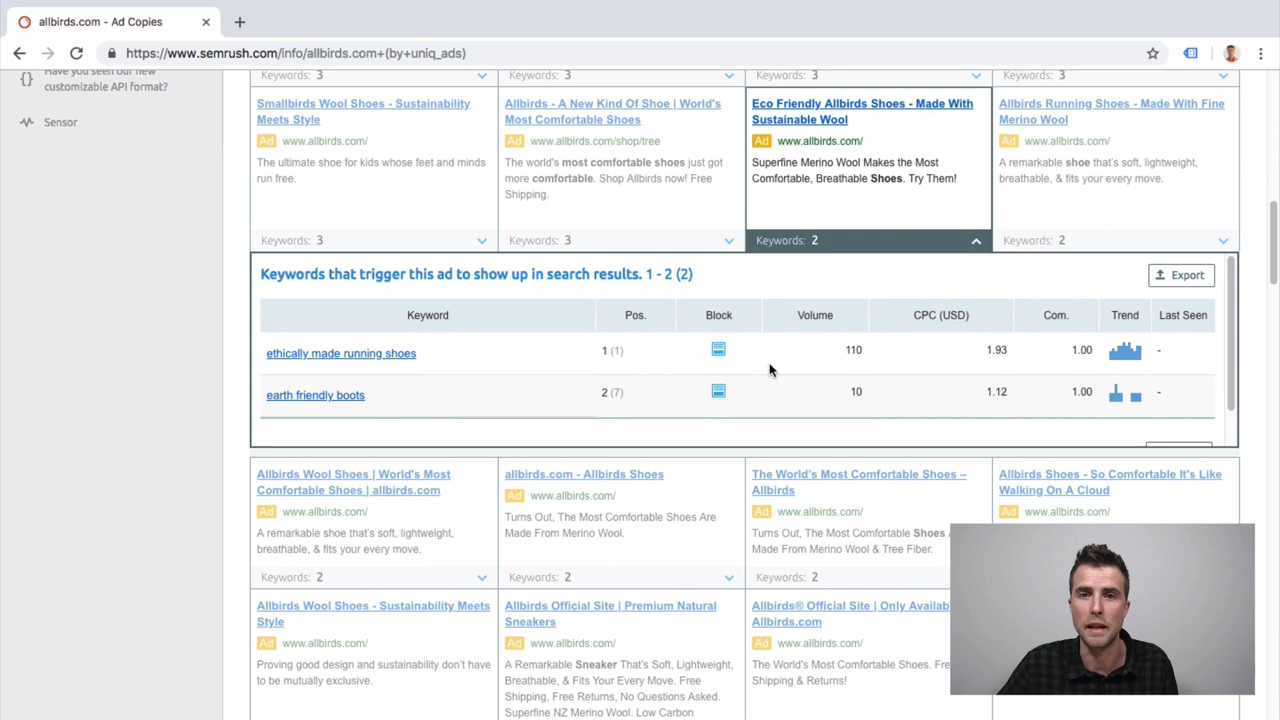 allbirds.com - Ad Copies
https://www.semrush.com/info/allbirds.com+(by+uniq_ads)
Have you seen our new
customizable API format?
Sensor
Keywords: 3
Keywords: 3
Keywords: 3
Keywords: 3
Smallbirds Wool Shoes - Sustainability
Meets Style
Ad www.allbirds.com/
The ultimate shoe for kids whose feet and minds
run free.
Keywords: 3
Allbirds - A New Kind Of Shoe | World's
Most Comfortable Shoes
Ad www.allbirds.com/shop/tree
The world's most comfortable shoes just got
more comfortable. Shop Allbirds now! Free
Shipping.
Keywords: 3
Eco Friendly Allbirds Shoes - Made With
Sustainable Wool
Ad www.allbirds.com/
Superfine Merino Wool Makes the Most
Comfortable, Breathable Shoes. Try Them!
Keywords: 2
Allbirds Running Shoes - Made With Fine
Merino Wool
Ad www.allbirds.com/
A remarkable shoe that's soft, lightweight,
breathable, & fits your every move.
Keywords: 2
Keywords that trigger this ad to show up in search results. 1 - 2 (2)
Export
Keyword Pos. Block Volume CPC (USD) Com. Trend Last Seen
ethically made running shoes 1 (1) 110 1.93 1.00 -
earth friendly boots 2 (7) 10 1.12 1.00 -
Allbirds Wool Shoes | World's Most
Comfortable Shoes | allbirds.com
Ad www.allbirds.com/
A remarkable shoe that's soft, lightweight,
breathable, & fits your every move.
Keywords: 2
allbirds.com - Allbirds Shoes
Ad www.allbirds.com/
Turns Out, The Most Comfortable Shoes Are
Made From Merino Wool.
Keywords: 2
The World's Most Comfortable Shoes –
Allbirds
Ad www.allbirds.com/
Turns Out, The Most Comfortable Shoes
Made From Merino Wool & Tree Fiber.
Keywords: 2
Allbirds Shoes - So Comfortable It's Like
Walking On A Cloud
Ad www.allbirds.com/
Allbirds Wool Shoes - Sustainability Meets
Style
Ad www.allbirds.com/
Proving good design and sustainability don't have
to be mutually exclusive.
Allbirds Official Site | Premium Natural
Sneakers
Ad www.allbirds.com/
A Remarkable Sneaker That's Soft, Lightweight,
Breathable, & Fits Your Every Move. Free
Shipping, Free Returns, No Questions Asked.
Superfine NZ Merino Wool. Low Carbon
Allbirds® Official Site | Only Availab
Allbirds.com
Ad www.allbirds.com/
The World's Most Comfortable Shoes. Fre
Shipping & Returns!